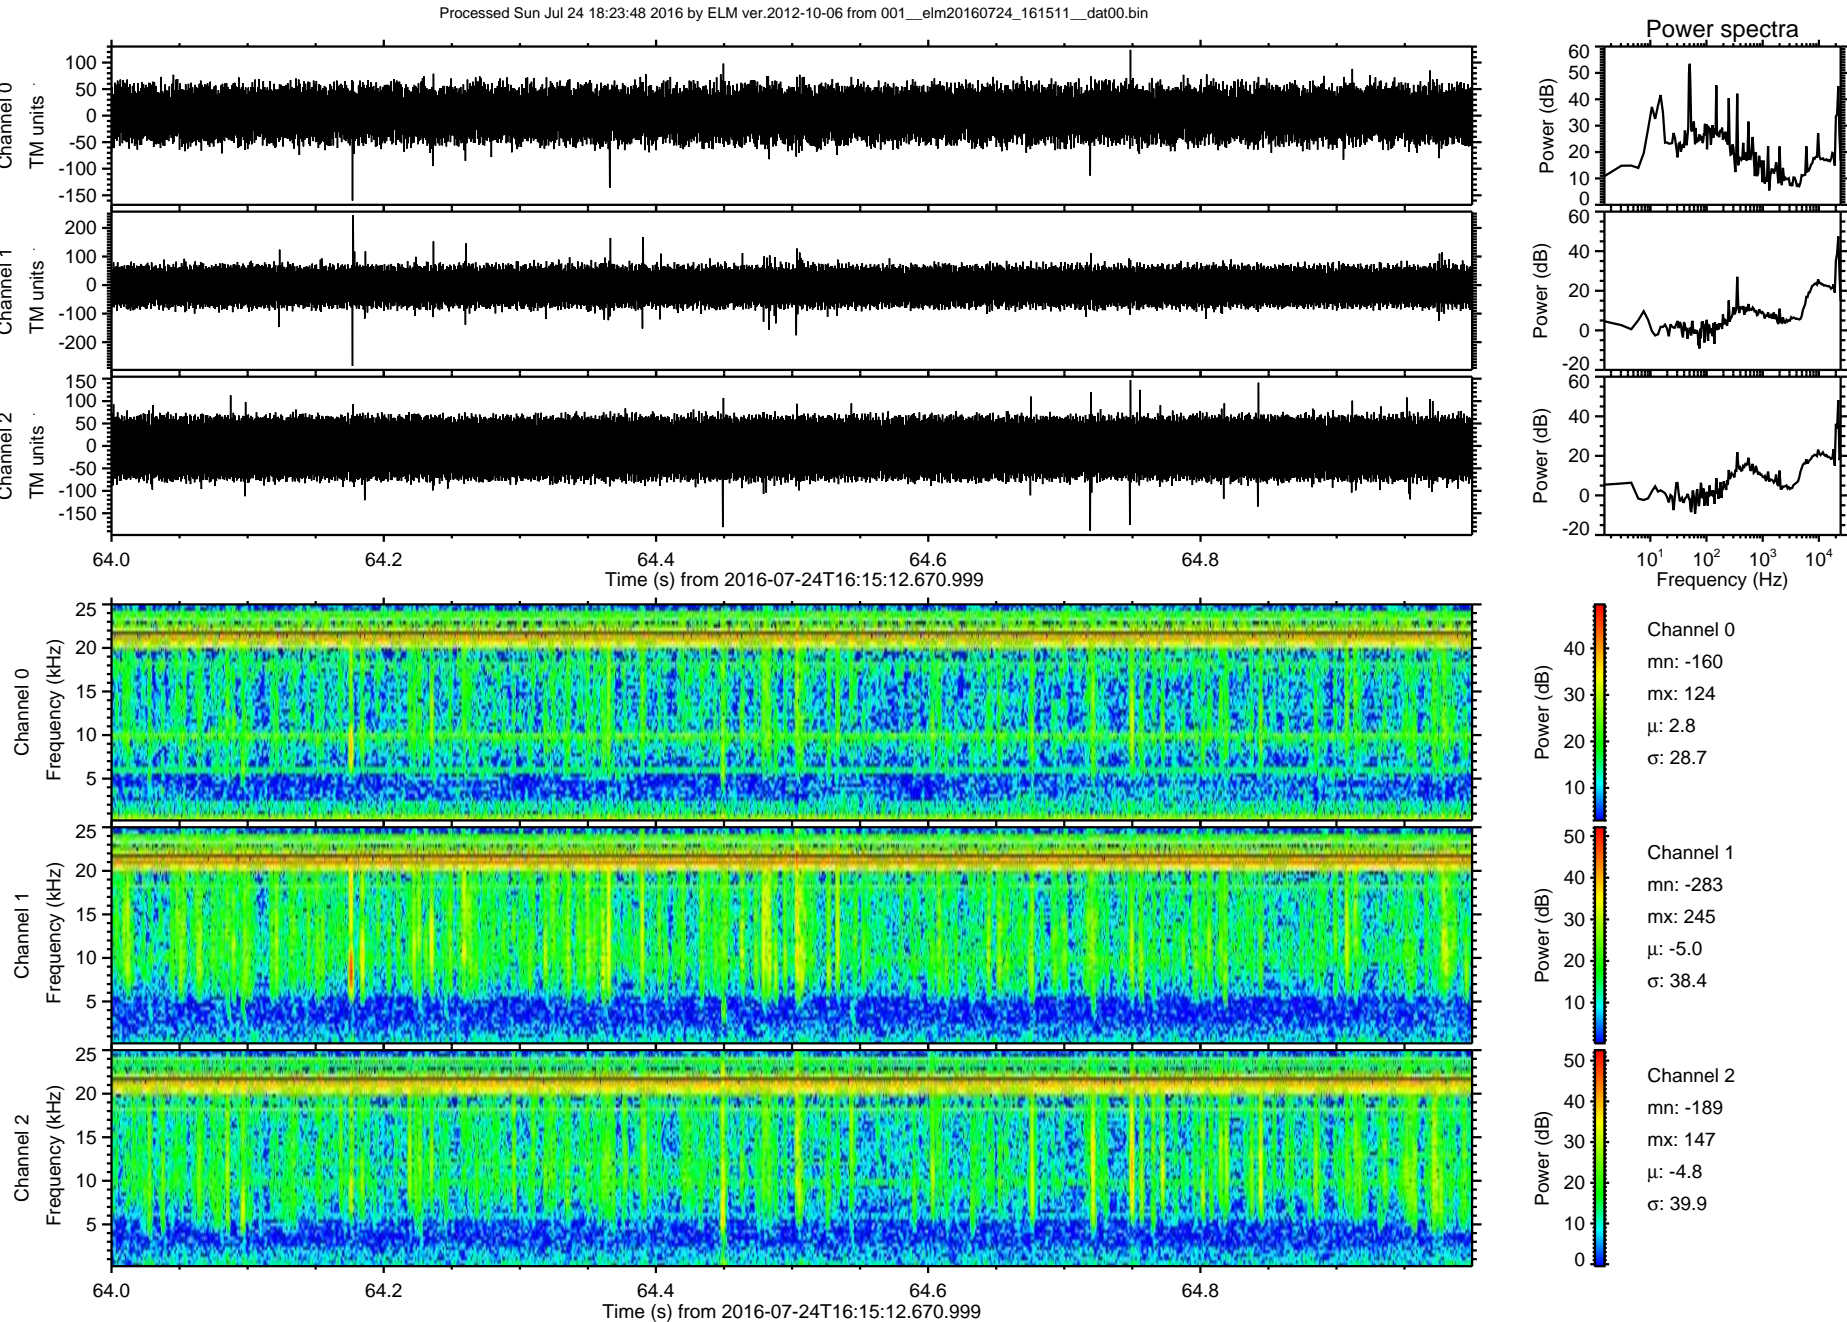 Processed Sun Jul 24 18:23:48 2016 by ELM ver.2012-10-06 from 001__elm20160724_161511__dat00.bin
Power spectra
Channel 0
TM units
100
50
0
-50
-100
-150
Power (dB)
60
50
40
30
20
10
0
Channel 1
TM units
200
100
0
-100
-200
Power (dB)
60
40
20
0
-20
Channel 2
TM units
150
100
50
0
-50
-100
-150
Power (dB)
60
40
20
0
-20
64.0 64.2 64.4 64.6 64.8
Time (s) from 2016-07-24T16:15:12.670.999
10¹ 10² 10³ 10⁴
Frequency (Hz)
Channel 0
Frequency (kHz)
25
20
15
10
5
Power (dB)
40
30
20
10
Channel 0
mn: -160
mx: 124
μ: 2.8
σ: 28.7
Channel 1
Frequency (kHz)
25
20
15
10
5
Power (dB)
50
40
30
20
10
Channel 1
mn: -283
mx: 245
μ: -5.0
σ: 38.4
Channel 2
Frequency (kHz)
25
20
15
10
5
Power (dB)
50
40
30
20
10
0
Channel 2
mn: -189
mx: 147
μ: -4.8
σ: 39.9
64.0 64.2 64.4 64.6 64.8
Time (s) from 2016-07-24T16:15:12.670.999